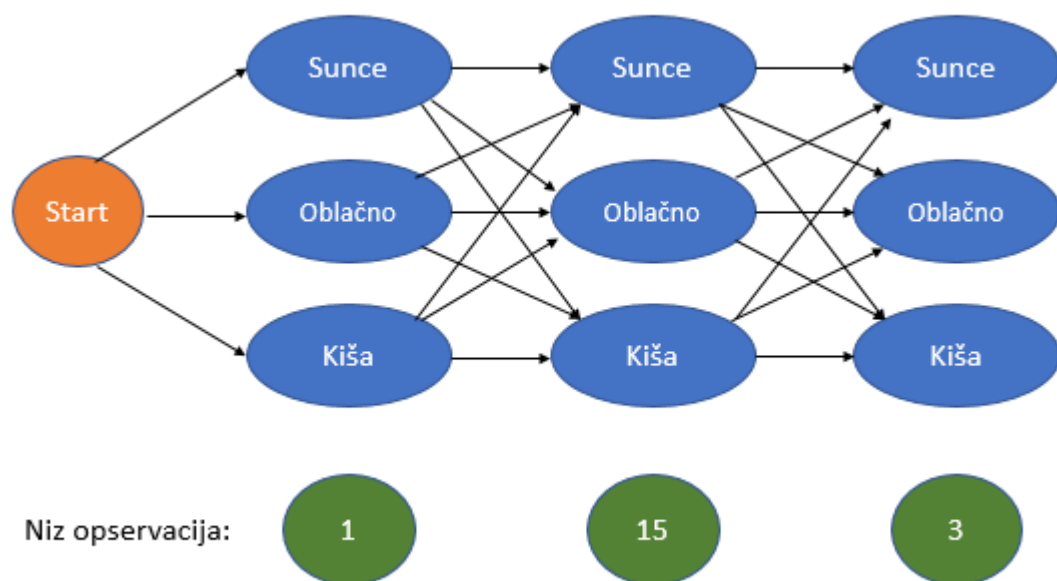 Sunce Sunce Sunce
Start Oblačno Oblačno Oblačno
Kiša Kiša Kiša
Niz opservacija: 1 15 3